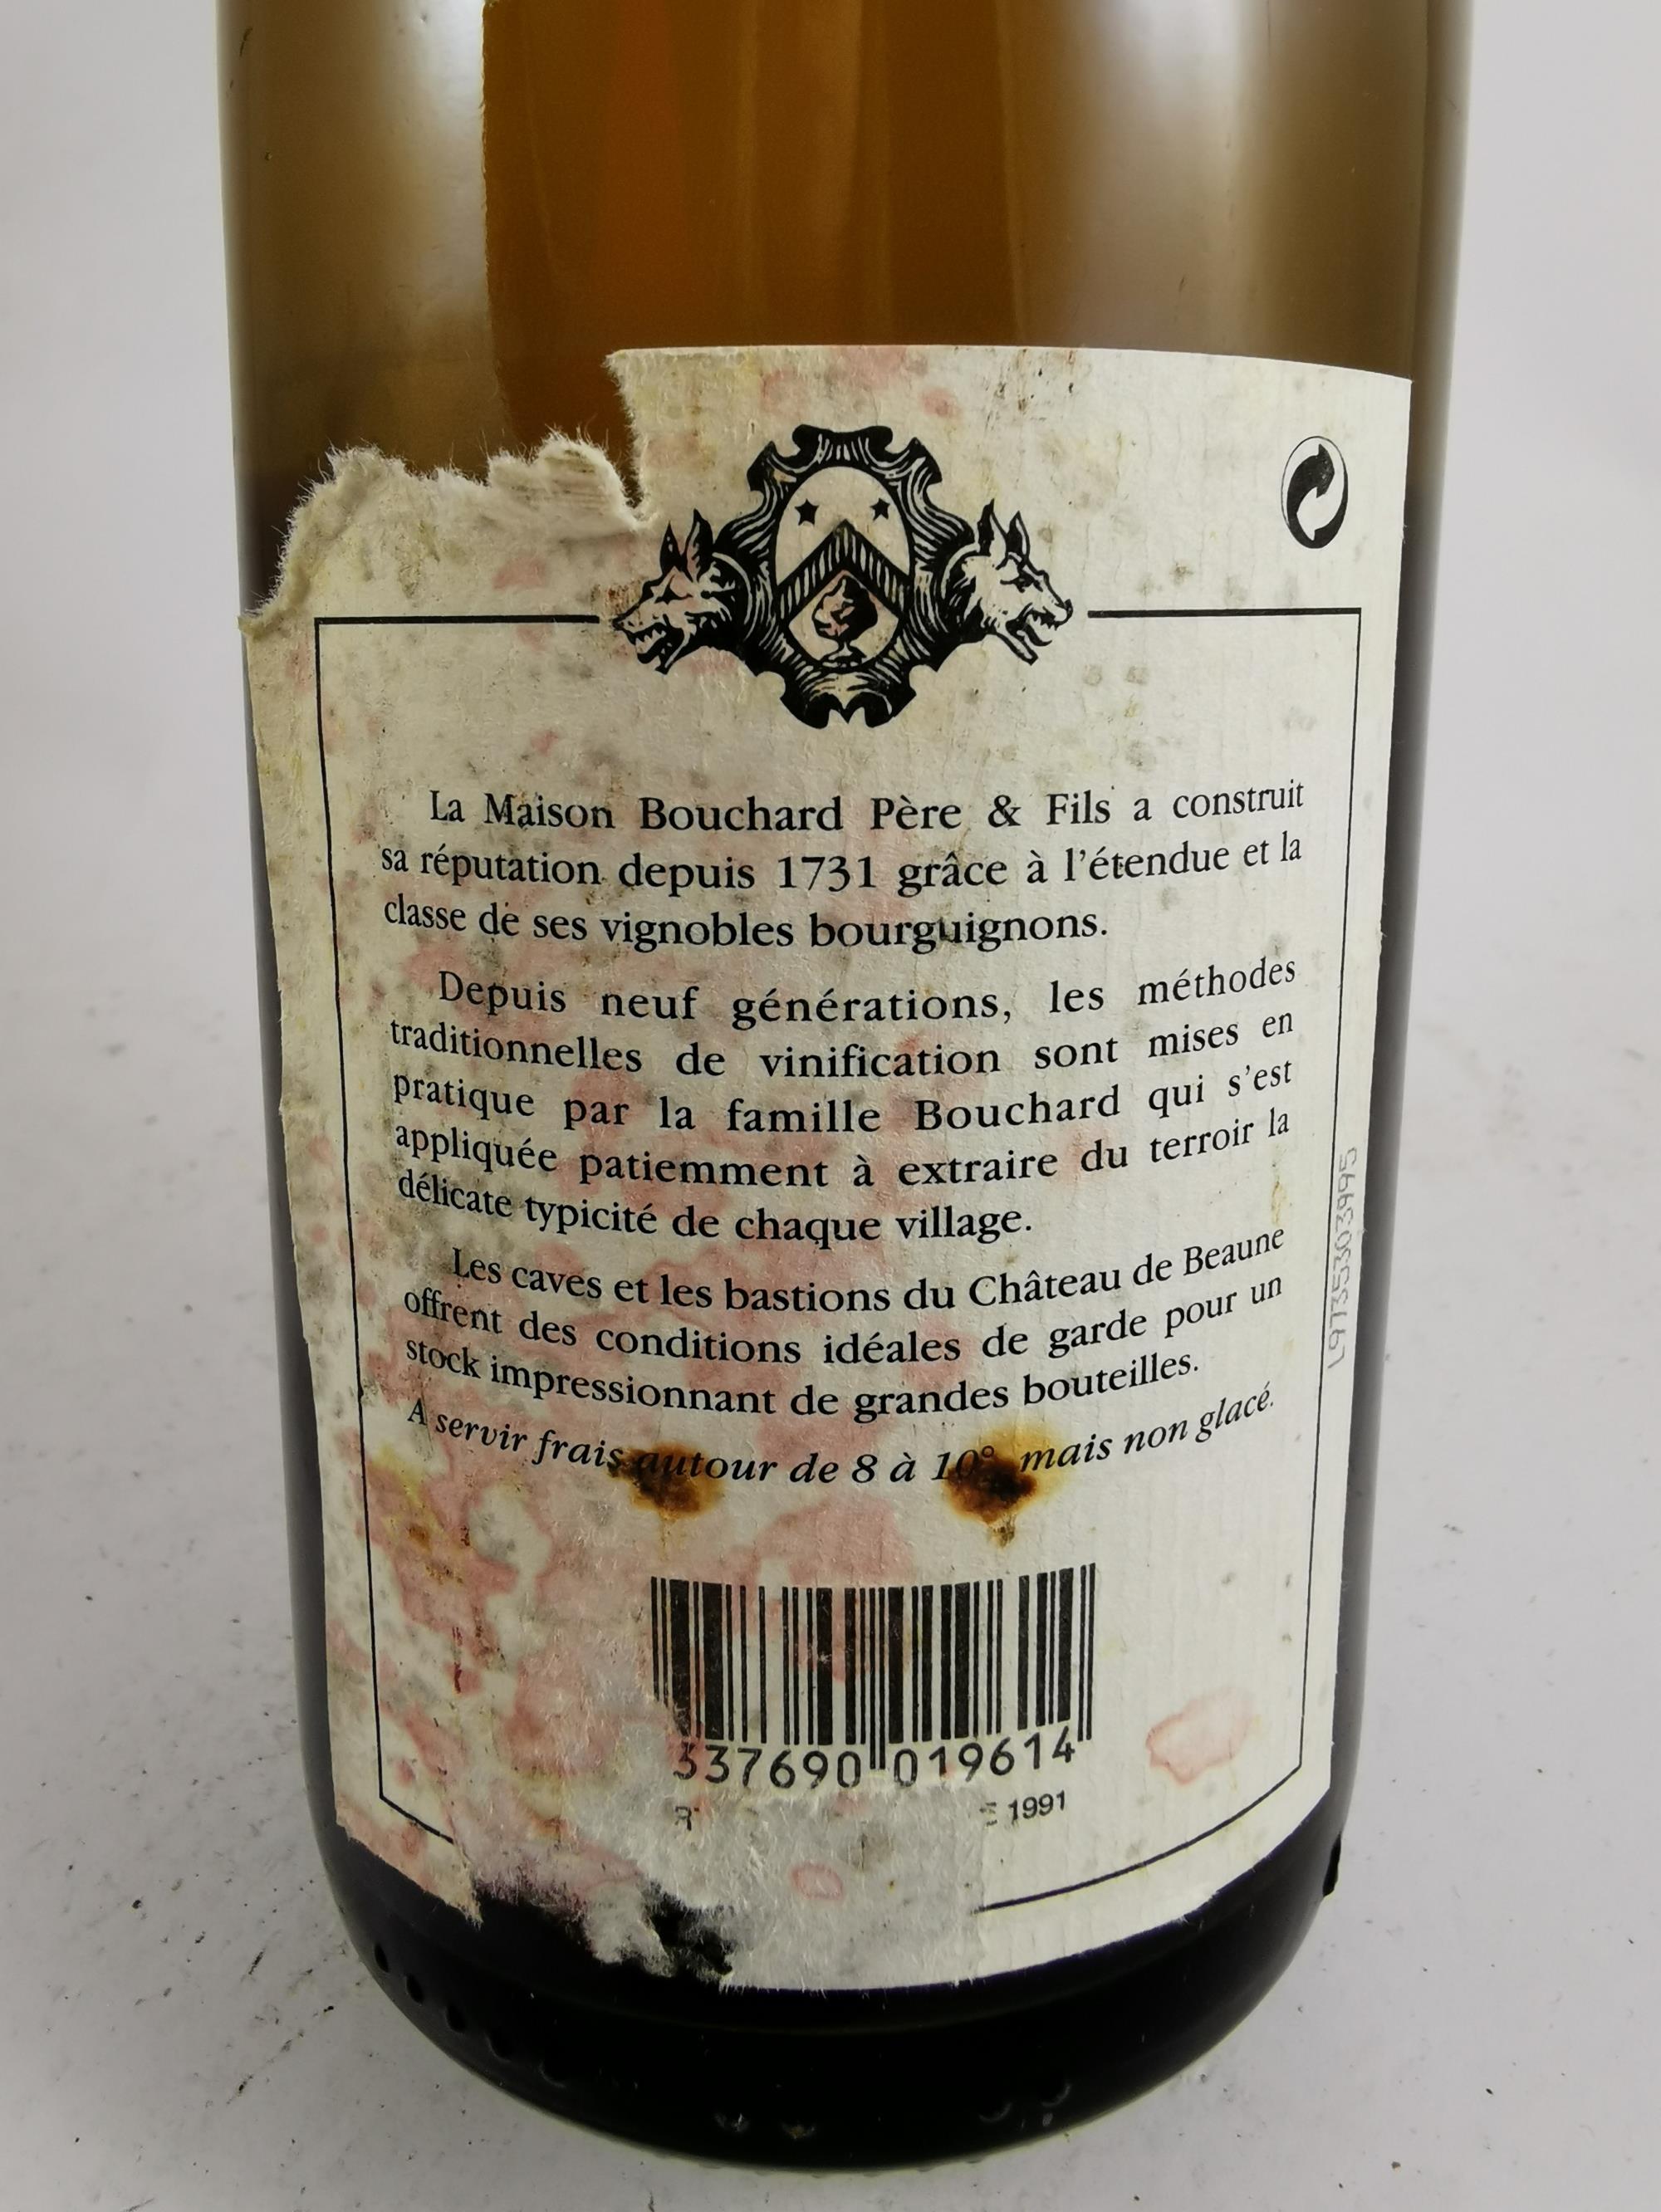 La Maison Bouchard Père & Fils a construit
sa réputation depuis 1731 grâce à l'étendue et la
classe de ses vignobles bourguignons.
Depuis neuf générations, les méthodes
traditionnelles de vinification sont mises en
pratique par la famille Bouchard qui s'est
appliquée patiemment à extraire du terroir la
délicate typicité de chaque village.
Les caves et les bastions du Château de Beaune
offrent des conditions idéales de garde pour un
stock impressionnant de grandes bouteilles.
A servir frais autour de 8 à 10°, mais non glacé.
337690 019614
1991
L9735303995